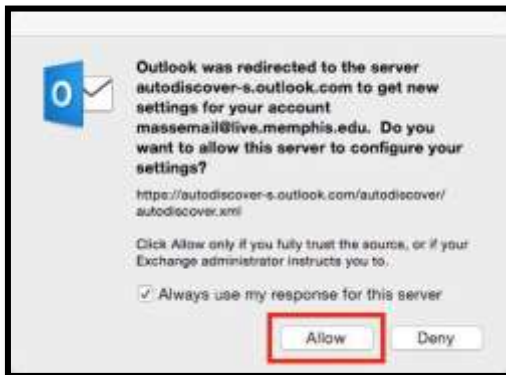 Outlook was redirected to the server
autodiscover-s.outlook.com to get new
settings for your account
massemail@live.memphis.edu. Do you
want to allow this server to configure your
settings?
https://autodiscover-s.outlook.com/autodiscover/
autodiscover.xml
Click Allow only if you fully trust the source, or if your
Exchange administrator instructs you to.
Always use my response for this server
Allow Deny